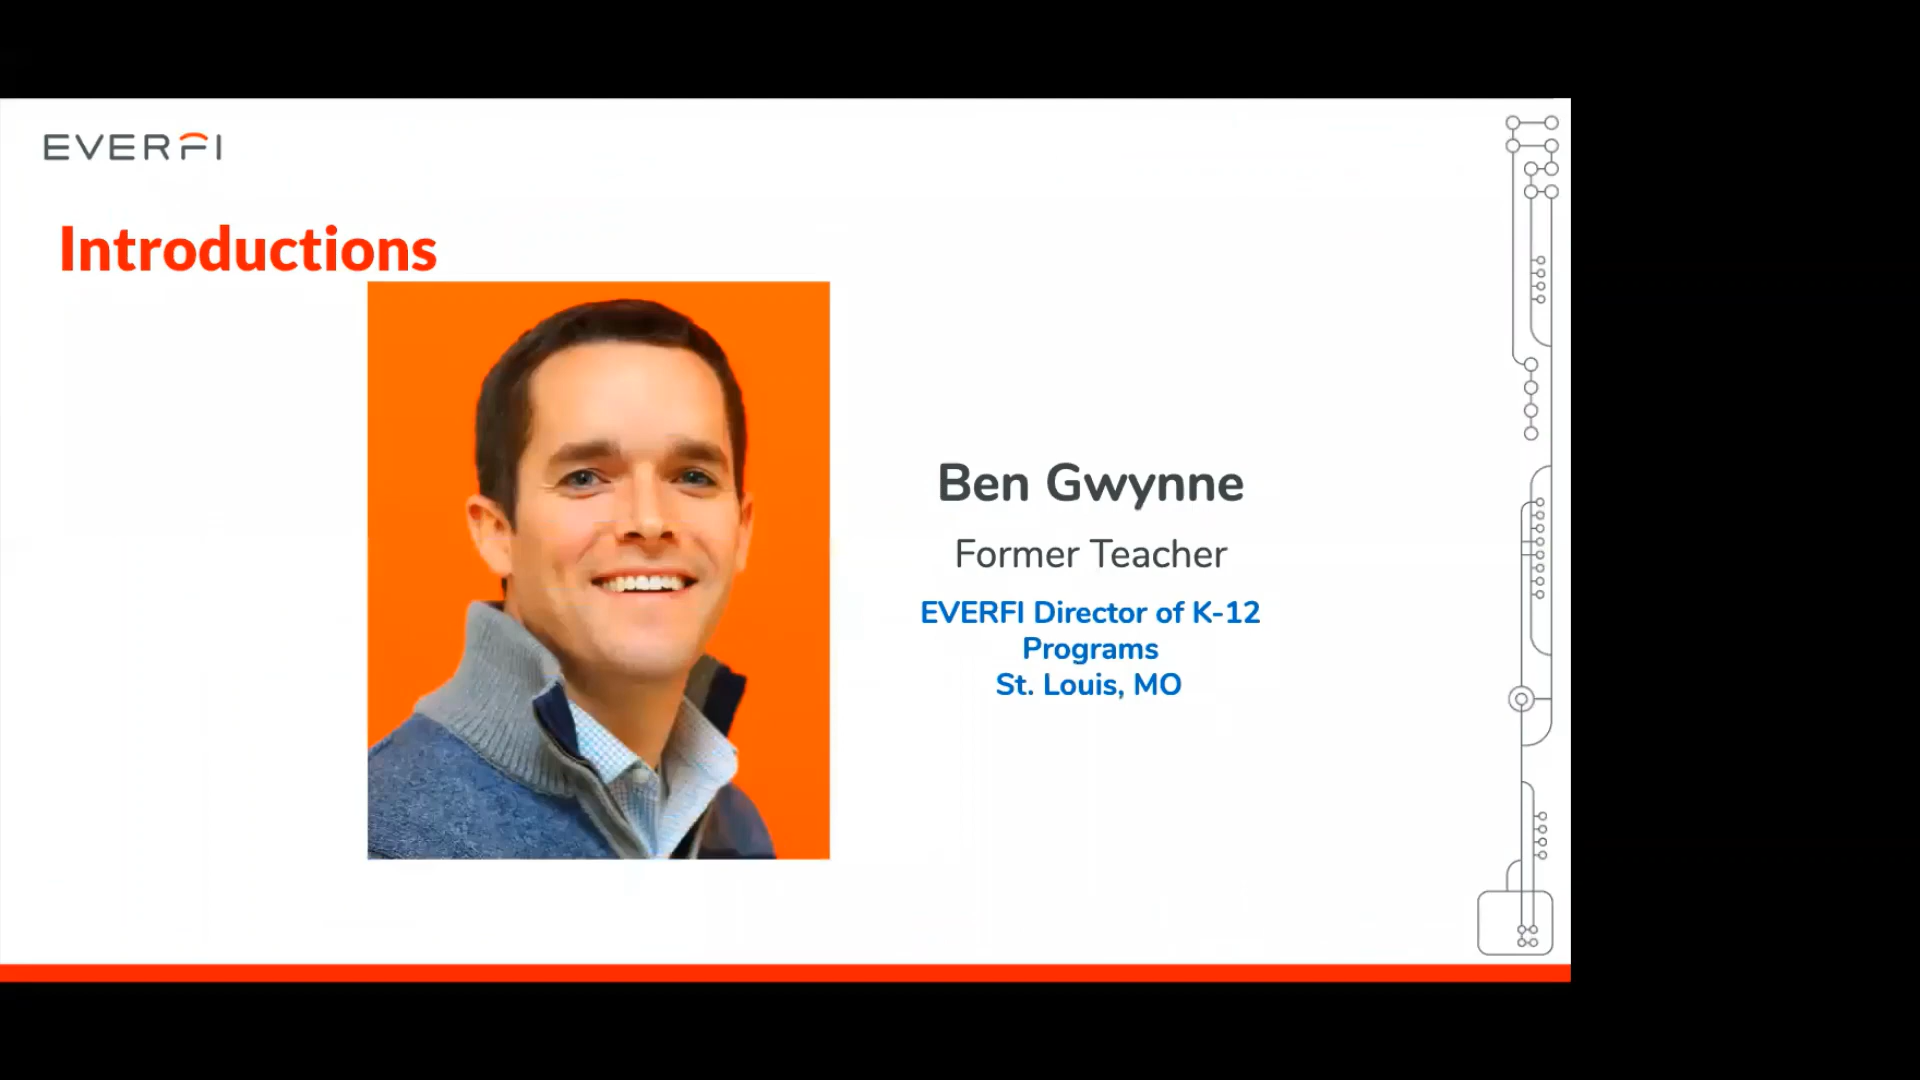 EVERFI
Introductions
Ben Gwynne
Former Teacher
EVERFI Director of K-12
Programs
St. Louis, MO